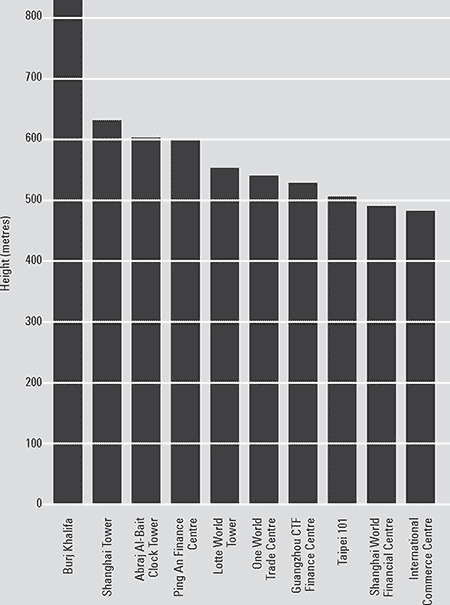 800
700
600
500
400
300
200
100
0
Height (metres)
Burj Khalifa
Shanghai Tower
Abraj Al-Bait
Clock Tower
Ping An Finance
Centre
Lotte World
Tower
One World
Trade Centre
Guangzhou CTF
Finance Centre
Taipei 101
Shanghai World
Financial Centre
International
Commerce Centre